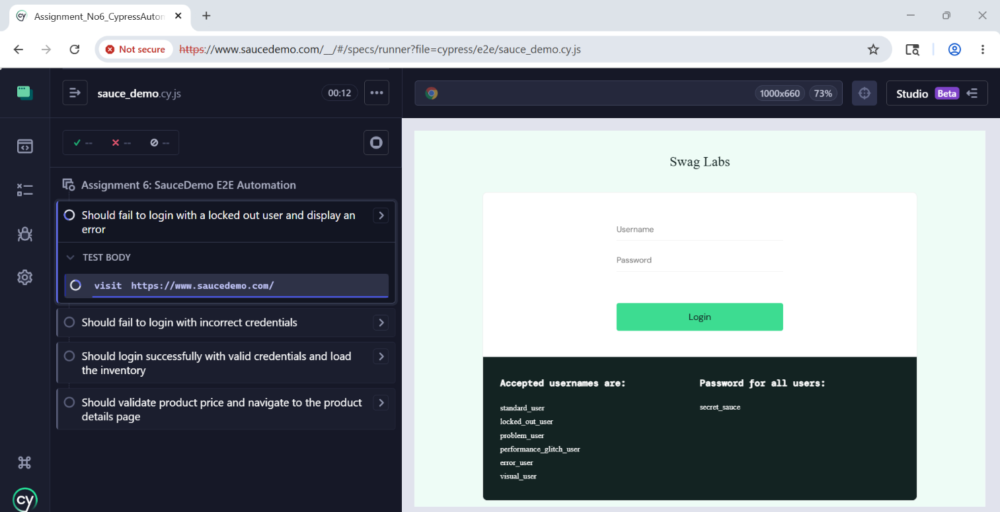 Assignment_No6_CypressAutom
Not secure
https://www.saucedemo.com/__/#/specs/runner?file=cypress/e2e/sauce_demo.cy.js
sauce_demo.cy.js
00:12
1000x660
73%
Studio
Beta
--
--
--
Assignment 6: SauceDemo E2E Automation
Should fail to login with a locked out user and display an
error
TEST BODY
visit https://www.saucedemo.com/
Should fail to login with incorrect credentials
Should login successfully with valid credentials and load
the inventory
Should validate product price and navigate to the product
details page
cy
Swag Labs
Username
Password
Login
Accepted usernames are:
standard_user
locked_out_user
problem_user
performance_glitch_user
error_user
visual_user
Password for all users:
secret_sauce